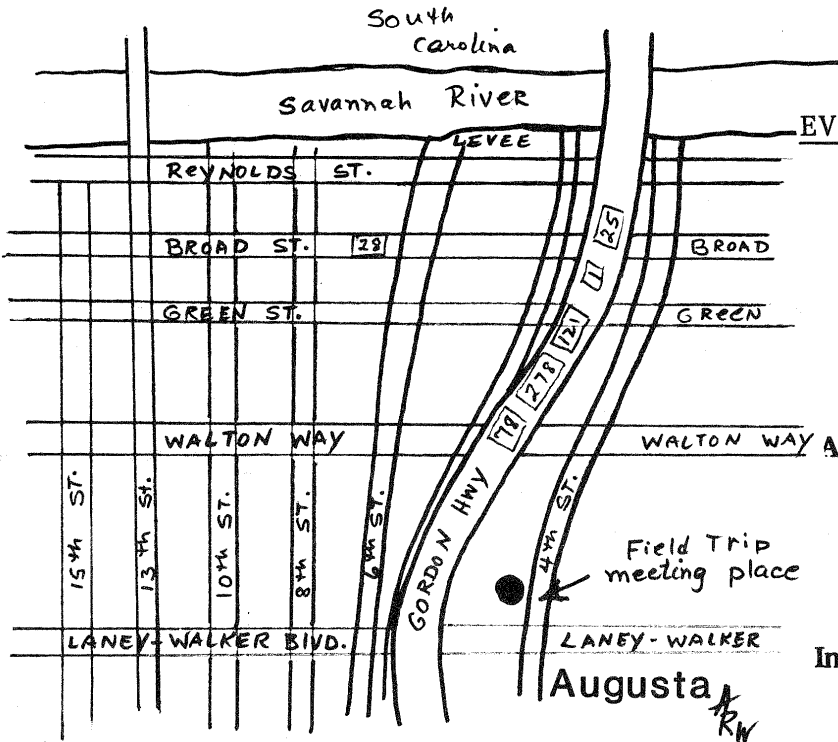 South
Carolina
Savannah River
EV
LEVEE
REYNOLDS ST.
25
BROAD ST. 28
BROAD
1
GREEN ST.
GREEN
121
278
78
WALTON WAY
WALTON WAY A
15th ST.
13th St.
10th ST.
8th ST.
6th ST.
GORDON HWY
4th ST.
Field Trip
meeting place
LANEY-WALKER BLVD.
LANEY-WALKER
In
Augusta
RW